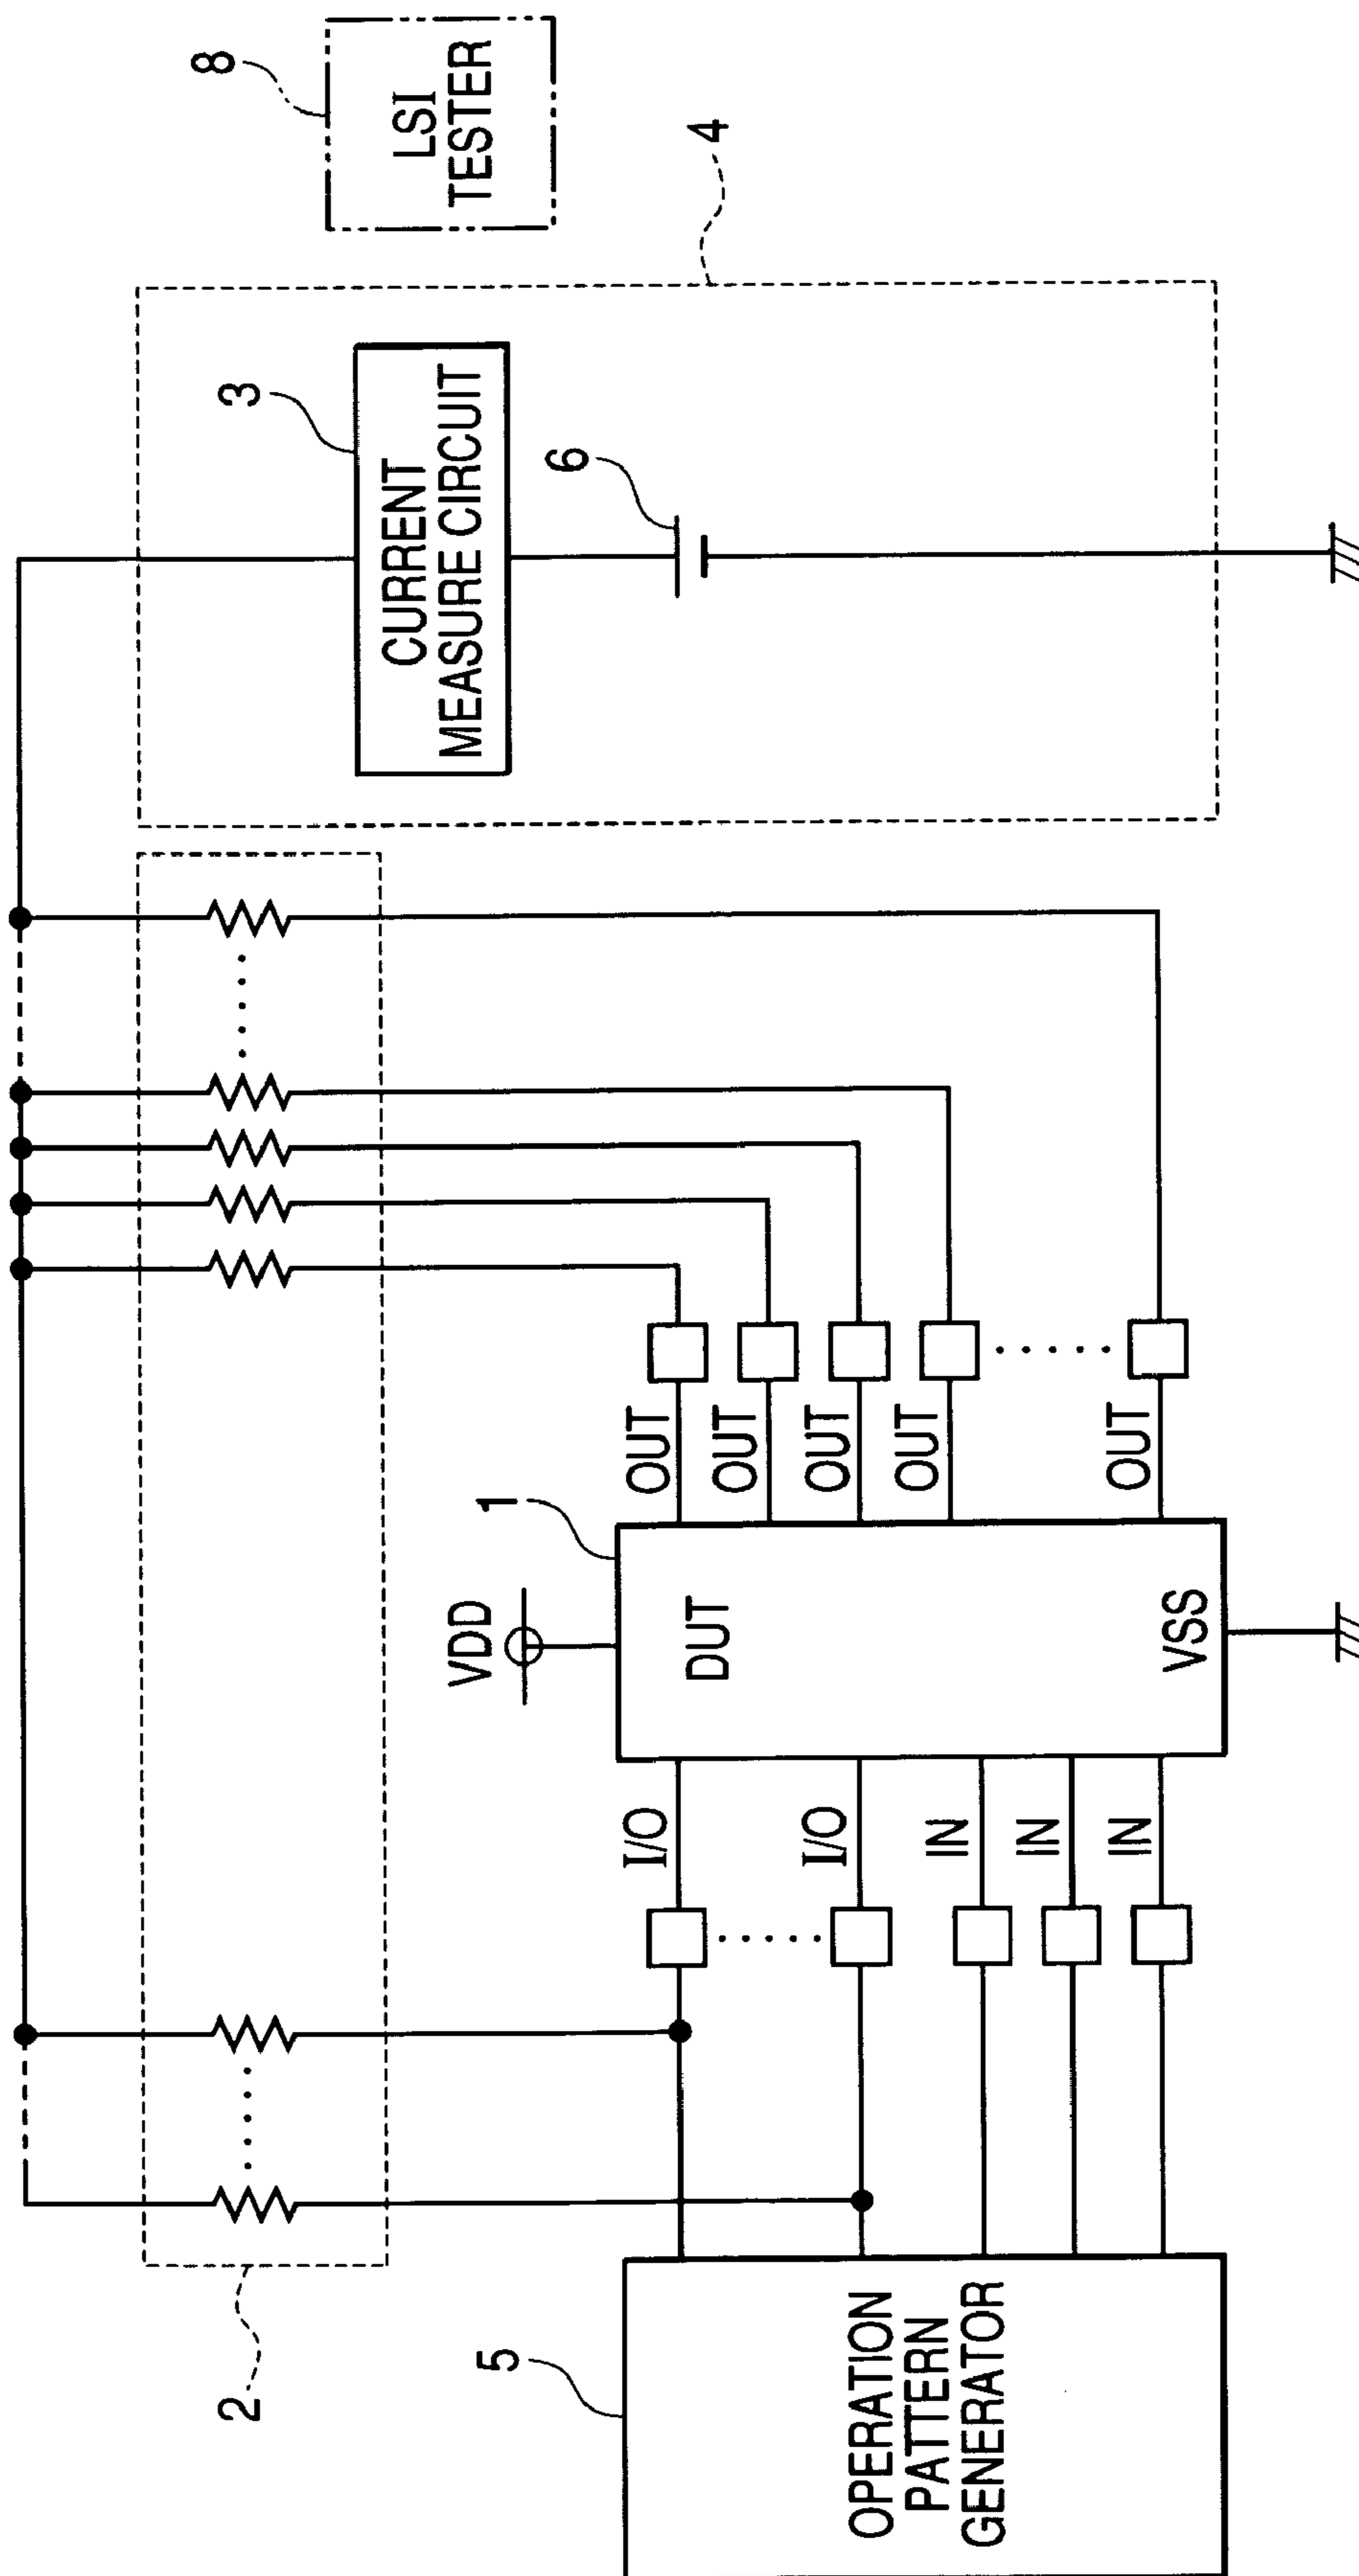 8
LSI
TESTER
4
3
CURRENT
MEASURE CIRCUIT
6
2
1
VDD
DUT
VSS
OUT
OUT
OUT
OUT
OUT
I/O
I/O
IN
IN
IN
5
OPERATION
PATTERN
GENERATOR